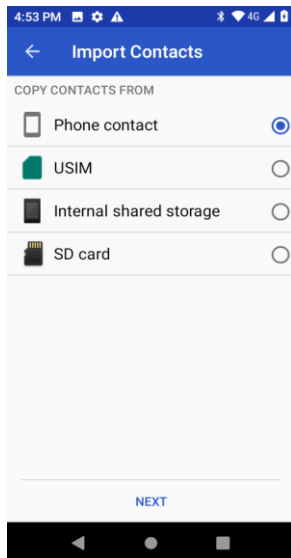 4:53 PM 4G
Import Contacts
COPY CONTACTS FROM
Phone contact
USIM
Internal shared storage
SD card
NEXT